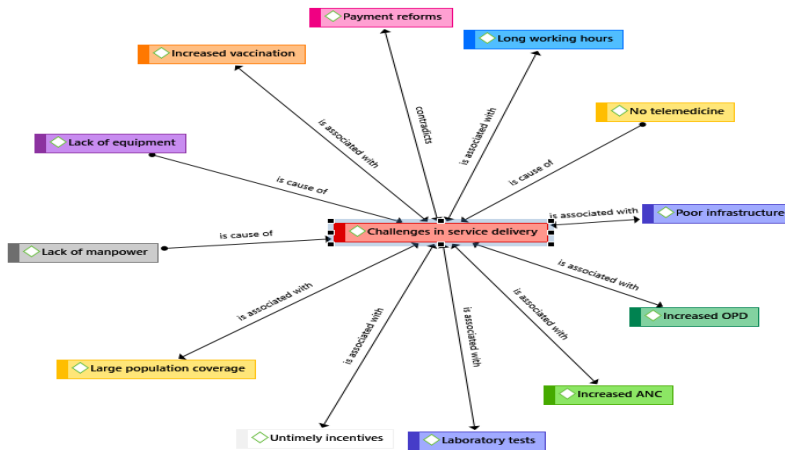 Payment reforms
Long working hours
Increased vaccination
No telemedicine
Lack of equipment
is associated with
contradicts
is associated with
is cause of
is cause of
is associated with
Poor infrastructure
Challenges in service delivery
is cause of
Lack of manpower
is associated with
is associated with
is associated with
is associated with
is associated with
Increased OPD
Large population coverage
Increased ANC
Untimely incentives
Laboratory tests